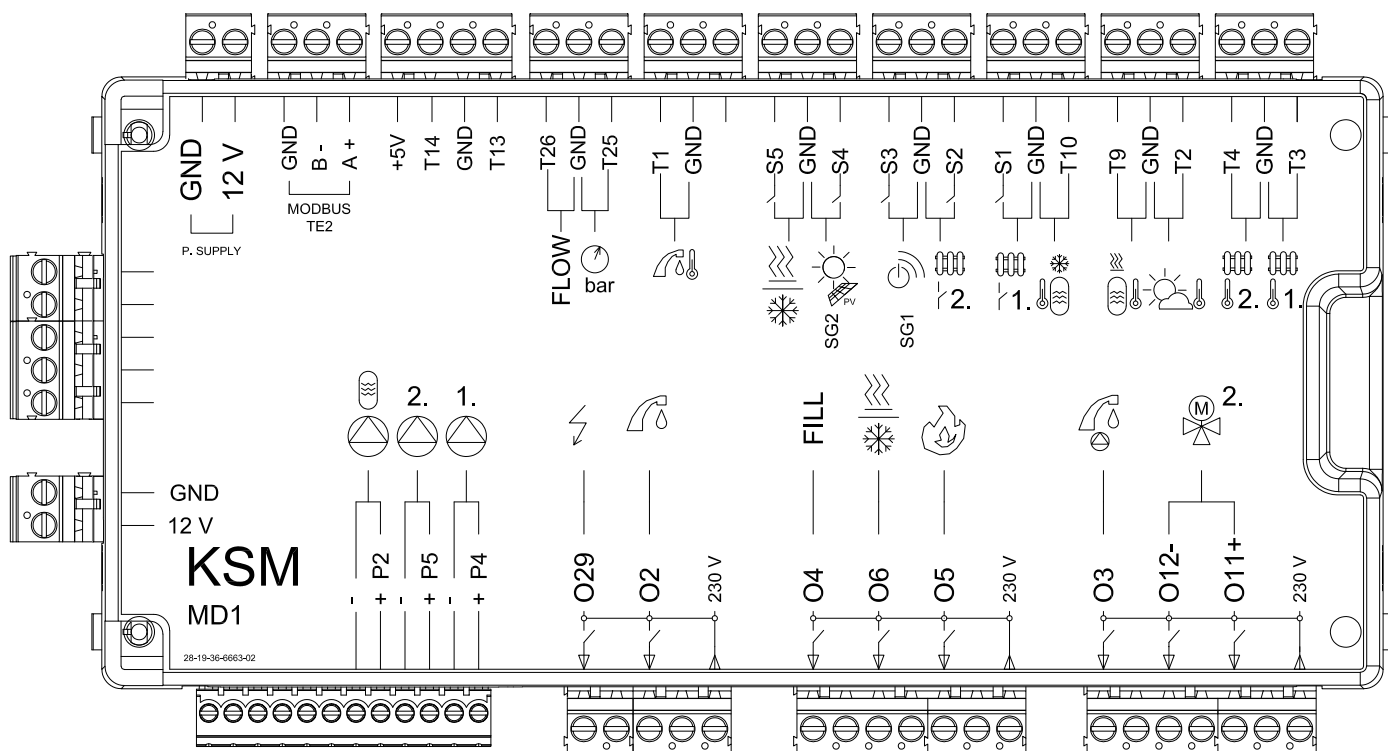 GND
12 V
P. SUPPLY
GND
B -
A +
MODBUS
TE2
+5V
T14
GND
T13
T26
GND
T25
FLOW
bar
T1
GND
S5
GND
S4
SG2
PV
S3
GND
S2
SG1
2.
S1
GND
T10
1.
T9
GND
T2
T4
GND
T3
2.
1.
2.
1.
FILL
M
2.
GND
12 V
KSM
MD1
28-19-36-6663-02
-
+ P2
-
+ P5
-
+ P4
O29
O2
230 V
O4
O6
O5
230 V
O3
O12-
O11+
230 V